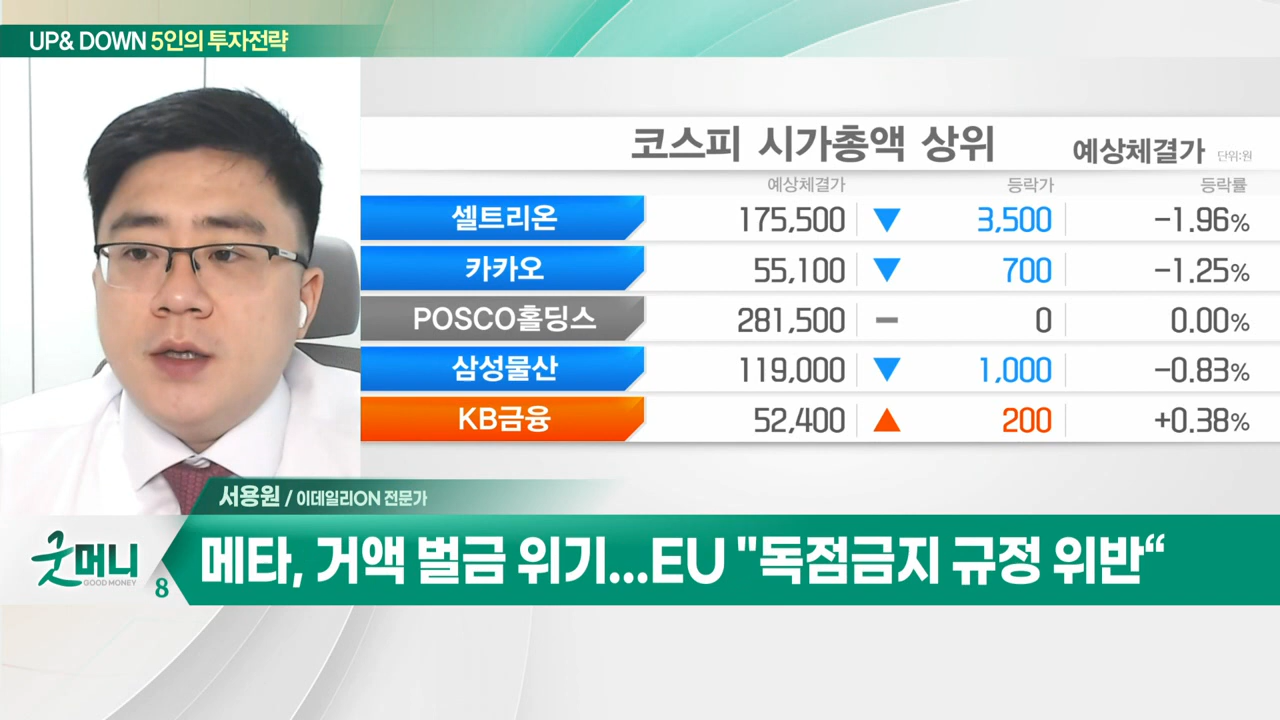 UP& DOWN 5인의 투자전략
코스피 시가총액 상위 예상체결가 단위:원
예상체결가 등락가 등락률
셀트리온 175,500 ▼ 3,500 -1.96%
카카오 55,100 ▼ 700 -1.25%
POSCO홀딩스 281,500 - 0 0.00%
삼성물산 119,000 ▼ 1,000 -0.83%
KB금융 52,400 ▲ 200 +0.38%
서용원 / 이데일리ON 전문가
굿머니
GOOD MONEY
8
메타, 거액 벌금 위기...EU "독점금지 규정 위반“